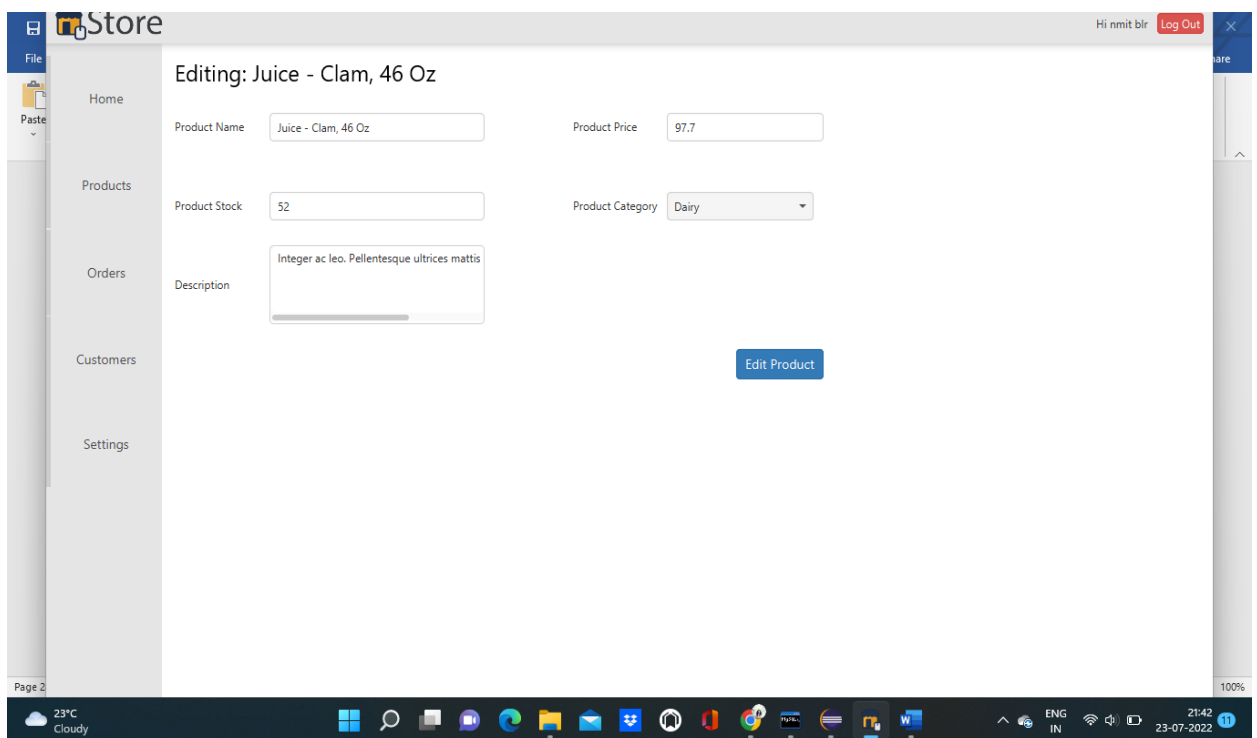 mStore
Hi nmit blr
Log Out
File
are
Paste
Home
Products
Orders
Customers
Settings
Editing: Juice - Clam, 46 Oz
Product Name
Juice - Clam, 46 Oz
Product Price
97.7
Product Stock
52
Product Category
Dairy
Description
Integer ac leo. Pellentesque ultrices mattis
Edit Product
Page 2
100%
23°C
Cloudy
ENG
IN
21:42
23-07-2022
11